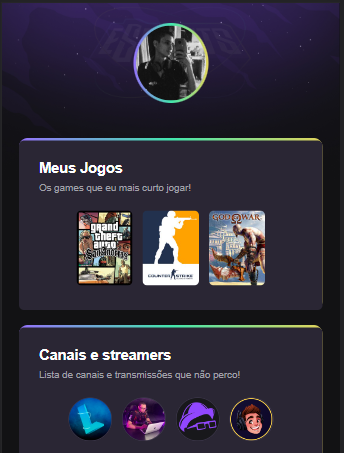 ESPORTS
Meus Jogos
Os games que eu mais curto jogar!
grand
theft
auto
San Andreas
COUNTER STRIKE
GOD OF WAR
Canais e streamers
Lista de canais e transmissões que não perco!